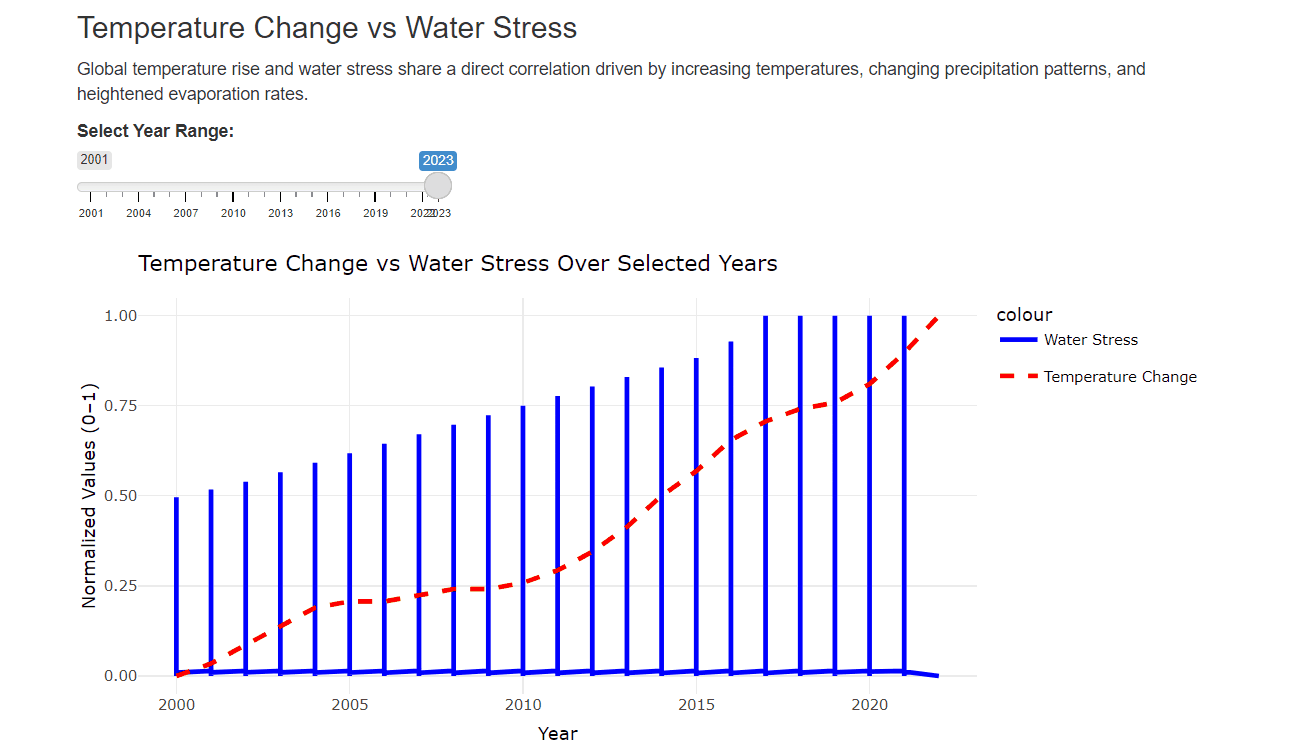 Temperature Change vs Water Stress
Global temperature rise and water stress share a direct correlation driven by increasing temperatures, changing precipitation patterns, and
heightened evaporation rates.
Select Year Range:
2001 2023
2001 2004 2007 2010 2013 2016 2019 2022 2023
Temperature Change vs Water Stress Over Selected Years
1.00
0.75
0.50
0.25
0.00
Normalized Values (0−1)
2000 2005 2010 2015 2020
Year
colour
Water Stress
Temperature Change